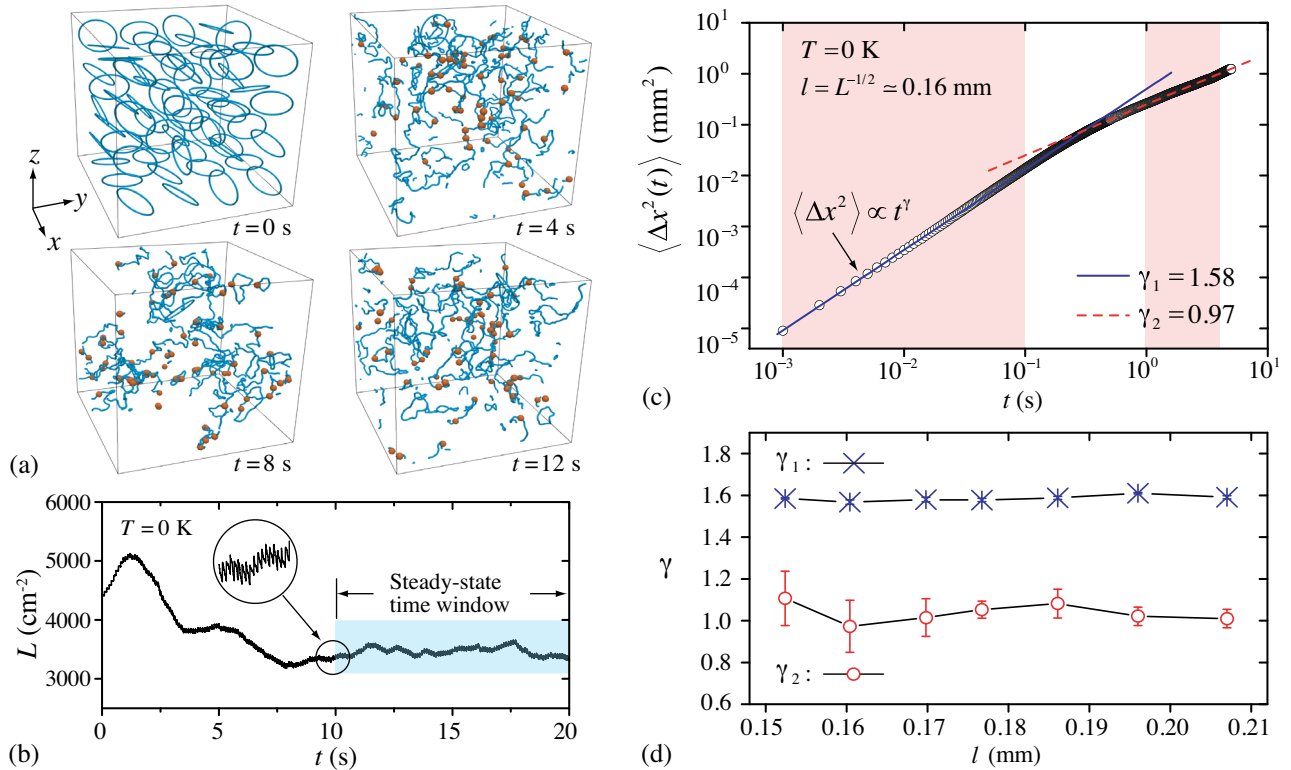 z
y
x
t = 0 s
t = 4 s
t = 8 s
t = 12 s
(a)
T = 0 K
Steady-state
time window
6000
5000
4000
3000
L (cm⁻²)
0 5 10 15 20
t (s)
(b)
T = 0 K
l = L⁻¹ᐟ² ≃ 0.16 mm
⟨Δx²⟩ ∝ t^γ
γ₁ = 1.58
γ₂ = 0.97
10¹
10⁰
10⁻¹
10⁻²
10⁻³
10⁻⁴
10⁻⁵
⟨Δx²(t)⟩ (mm²)
10⁻³ 10⁻² 10⁻¹ 10⁰ 10¹
t (s)
(c)
γ₁ :
γ₂ :
1.8
1.6
1.4
1.2
1.0
0.8
0.6
γ
0.15 0.16 0.17 0.18 0.19 0.20 0.21
l (mm)
(d)